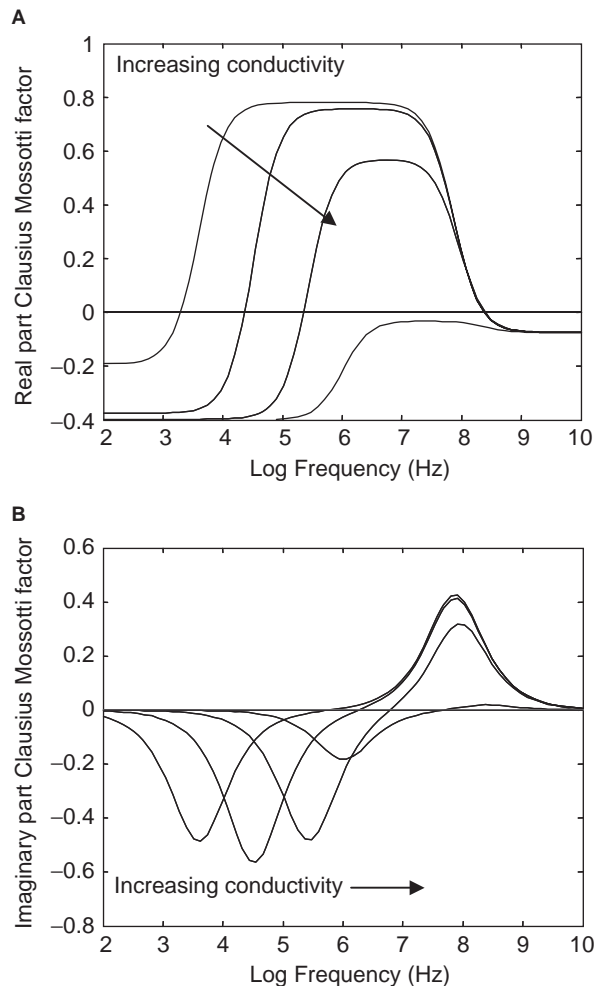 A
Increasing conductivity
Real part Clausius Mossotti factor
1
0.8
0.6
0.4
0.2
0
−0.2
−0.4
2 3 4 5 6 7 8 9 10
Log Frequency (Hz)
B
Imaginary part Clausius Mossotti factor
0.6
0.4
0.2
0
−0.2
−0.4
−0.6
−0.8
Increasing conductivity
2 3 4 5 6 7 8 9 10
Log Frequency (Hz)